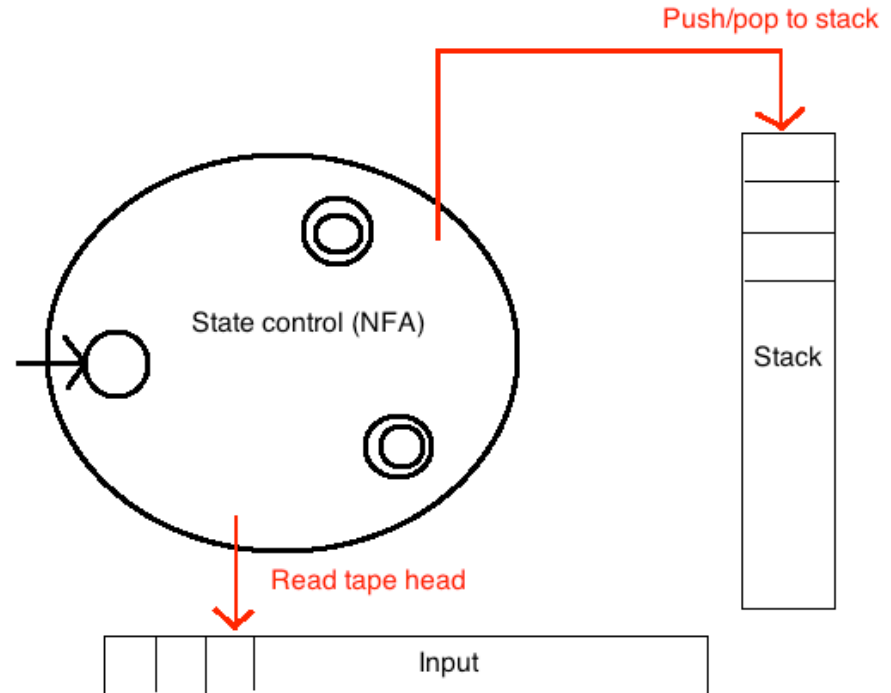 Push/pop to stack
State control (NFA)
Stack
Read tape head
Input